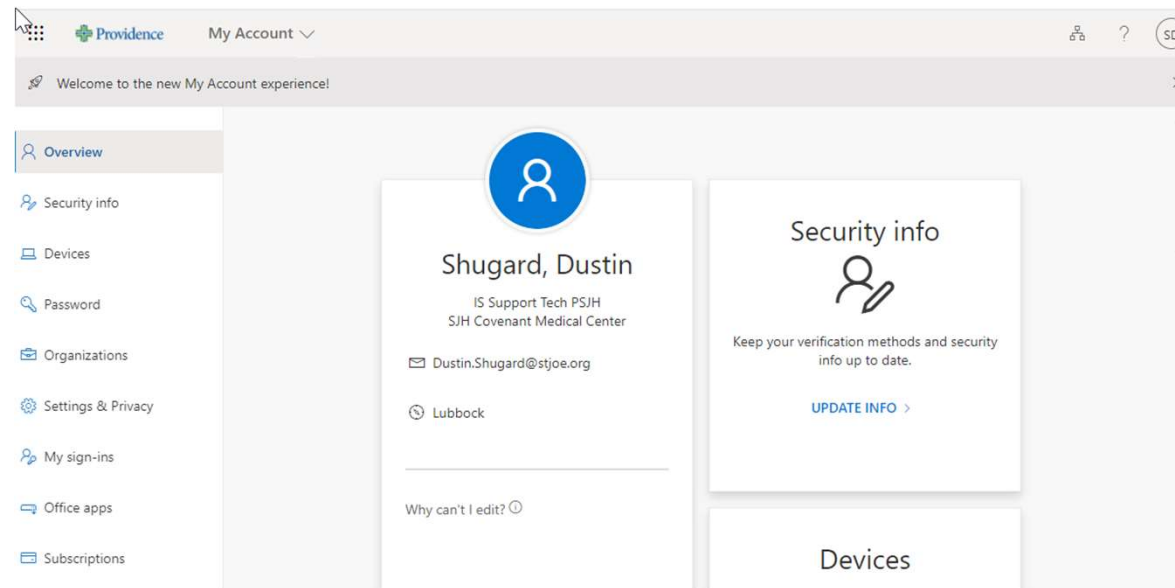 Providence
My Account
?
Welcome to the new My Account experience!
Overview
Security info
Devices
Password
Organizations
Settings & Privacy
My sign-ins
Office apps
Subscriptions
Shugard, Dustin
IS Support Tech PSJH
SJH Covenant Medical Center
Dustin.Shugard@stjoe.org
Lubbock
Why can't I edit?
Security info
Keep your verification methods and security
info up to date.
UPDATE INFO >
Devices